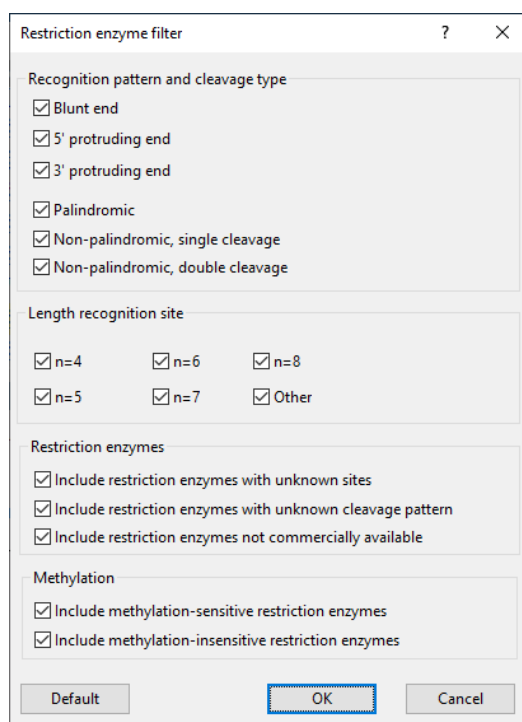 Restriction enzyme filter ?
Recognition pattern and cleavage type
Blunt end
5' protruding end
3' protruding end
Palindromic
Non-palindromic, single cleavage
Non-palindromic, double cleavage
Length recognition site
n=4 n=6 n=8
n=5 n=7 Other
Restriction enzymes
Include restriction enzymes with unknown sites
Include restriction enzymes with unknown cleavage pattern
Include restriction enzymes not commercially available
Methylation
Include methylation-sensitive restriction enzymes
Include methylation-insensitive restriction enzymes
Default OK Cancel